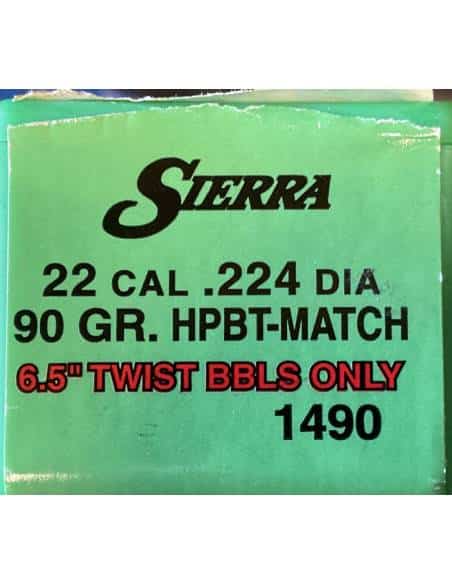 SIERRA
22 CAL .224 DIA
90 GR. HPBT-MATCH
6.5" TWIST BBLS ONLY
1490